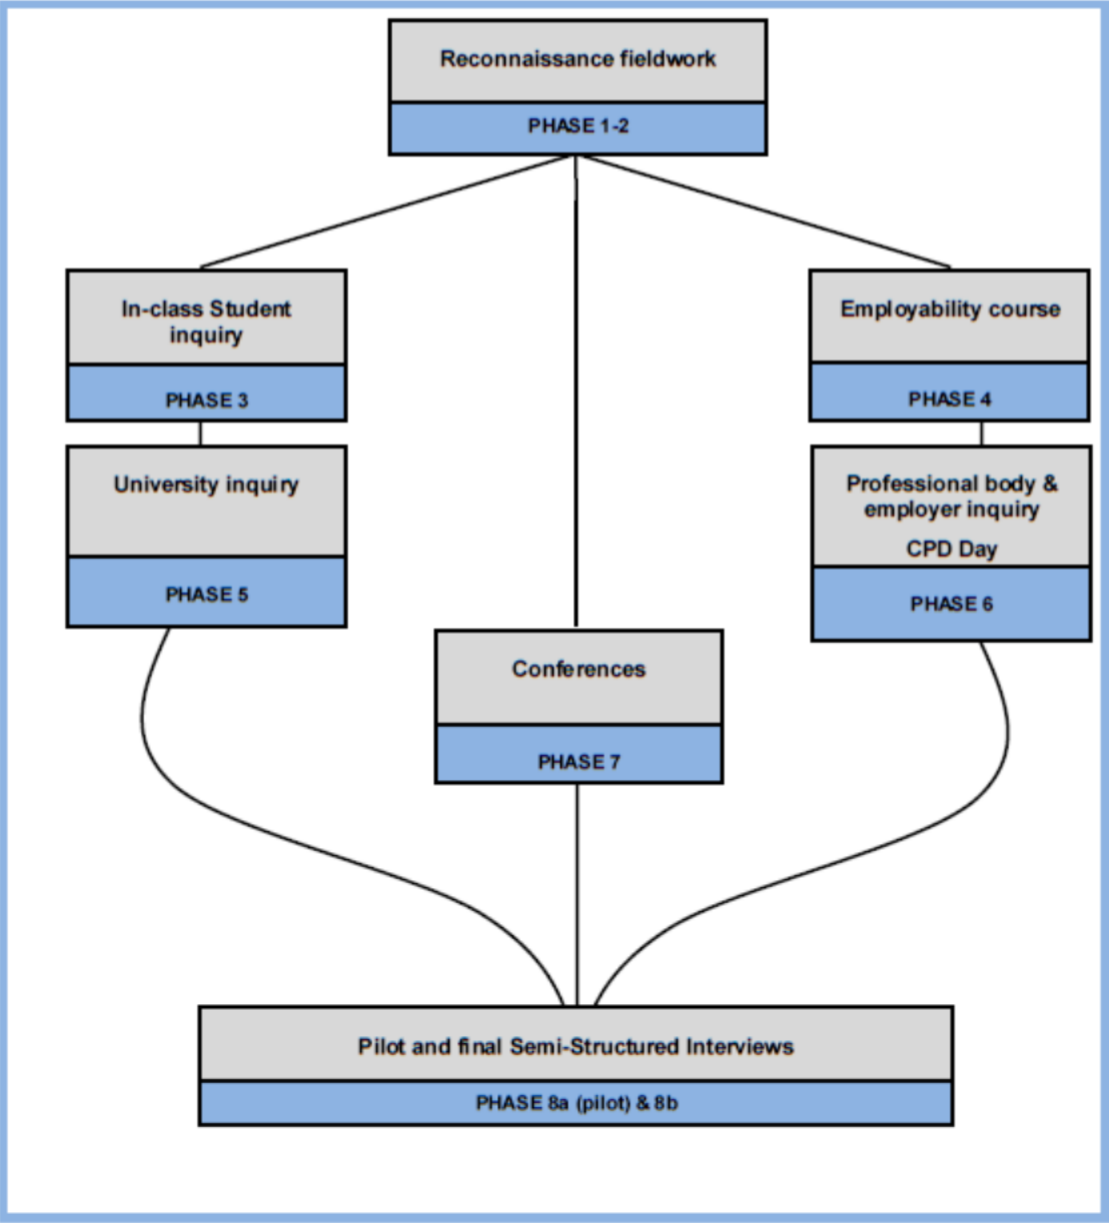 Reconnaissance fieldwork
PHASE 1-2
In-class Student
inquiry
PHASE 3
Employability course
PHASE 4
University inquiry
PHASE 5
Professional body &
employer inquiry
CPD Day
PHASE 6
Conferences
PHASE 7
Pilot and final Semi-Structured Interviews
PHASE 8a (pilot) & 8b